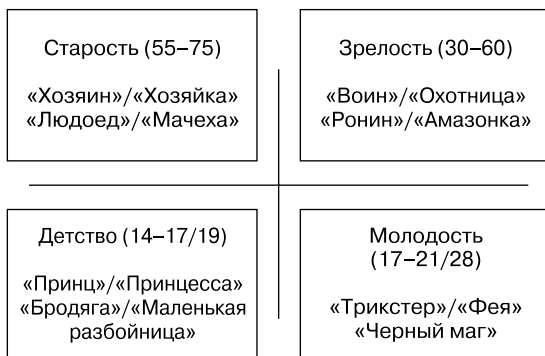 Старость (55–75)
«Хозяин»/«Хозяйка»
«Людоед»/«Мачеха»
Зрелость (30–60)
«Воин»/«Охотница»
«Ронин»/«Амазонка»
Детство (14–17/19)
«Принц»/«Принцесса»
«Бродяга»/«Маленькая
разбойница»
Молодость
(17–21/28)
«Трикстер»/«Фея»
«Черный маг»